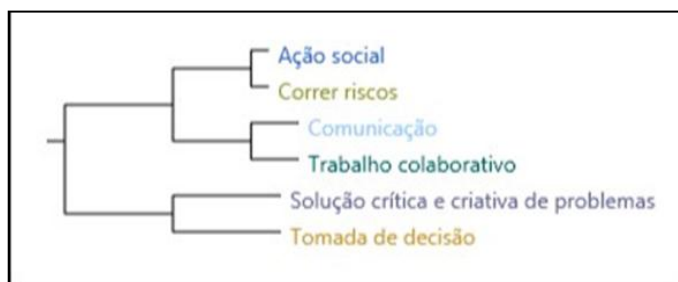 Ação social
Correr riscos
Comunicação
Trabalho colaborativo
Solução crítica e criativa de problemas
Tomada de decisão